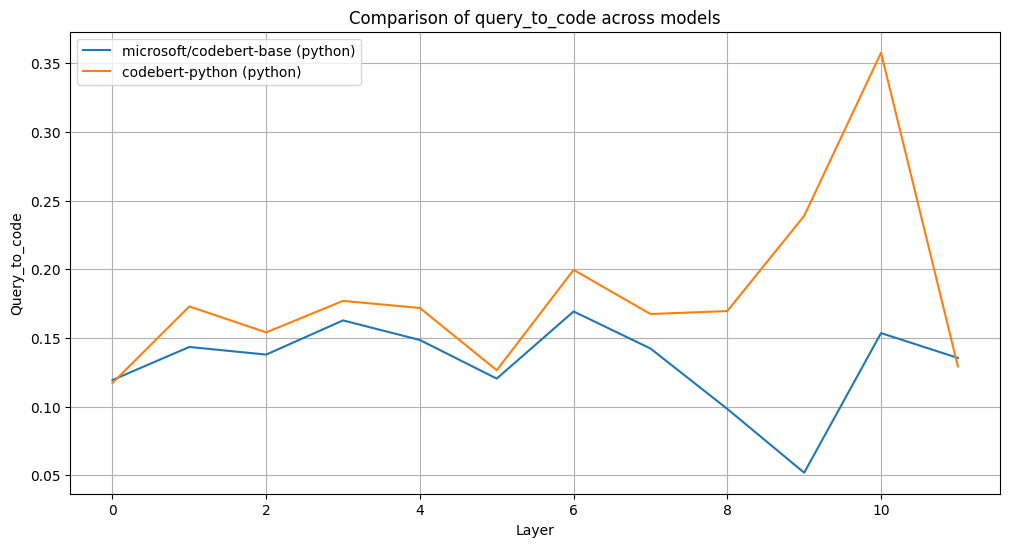 Comparison of query_to_code across models
microsoft/codebert-base (python)
codebert-python (python)
Query_to_code
0.35
0.30
0.25
0.20
0.15
0.10
0.05
0 2 4 6 8 10
Layer